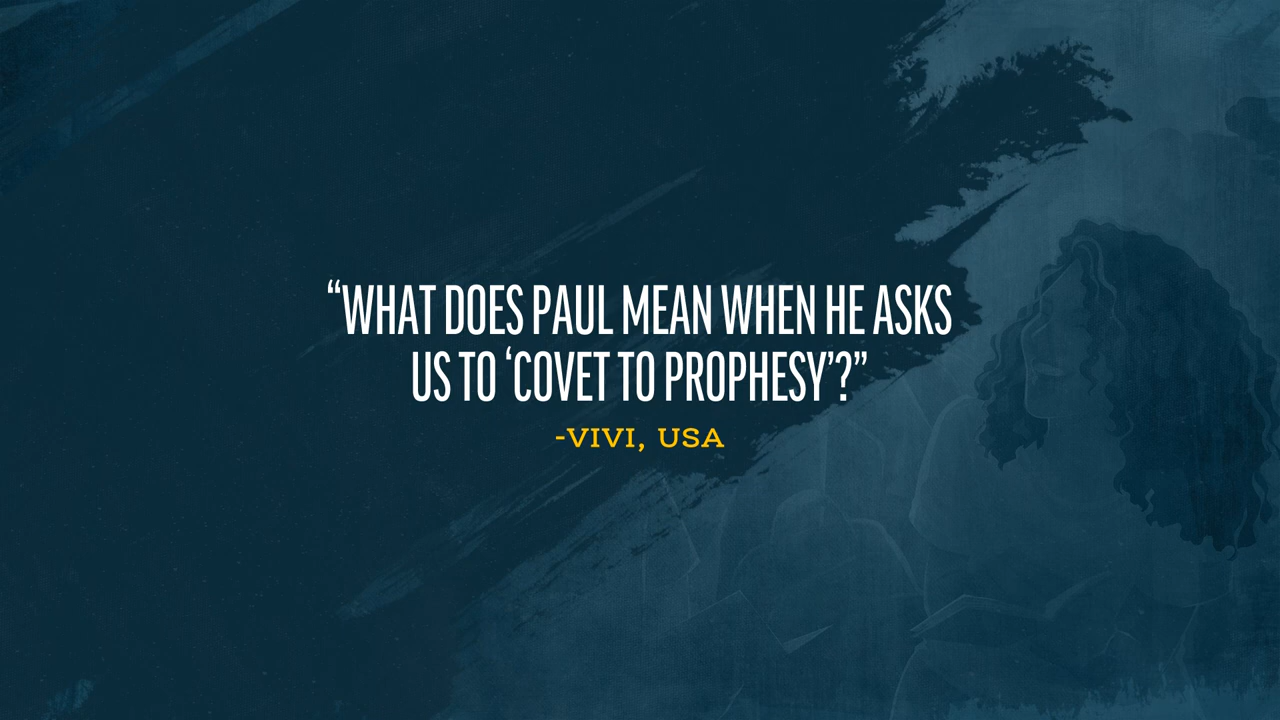 “WHAT DOES PAUL MEAN WHEN HE ASKS
US TO ‘COVET TO PROPHESY’?”
-VIVI, USA